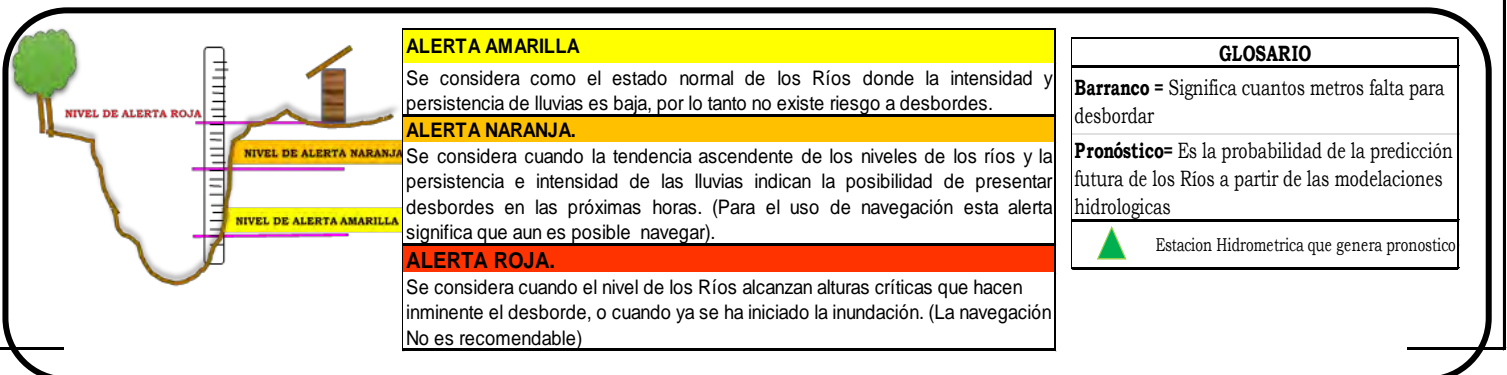 NIVEL DE ALERTA ROJA
NIVEL DE ALERTA NARANJA
NIVEL DE ALERTA AMARILLA
ALERTA AMARILLA
Se considera como el estado normal de los Ríos donde la intensidad y
persistencia de lluvias es baja, por lo tanto no existe riesgo a desbordes.
ALERTA NARANJA.
Se considera cuando la tendencia ascendente de los niveles de los ríos y la
persistencia e intensidad de las lluvias indican la posibilidad de presentar
desbordes en las próximas horas. (Para el uso de navegación esta alerta
significa que aun es posible navegar).
ALERTA ROJA.
Se considera cuando el nivel de los Ríos alcanzan alturas críticas que hacen
inminente el desborde, o cuando ya se ha iniciado la inundación. (La navegación
No es recomendable)
GLOSARIO
Barranco = Significa cuantos metros falta para
desbordar
Pronóstico= Es la probabilidad de la predicción
futura de los Ríos a partir de las modelaciones
hidrologicas
Estacion Hidrometrica que genera pronostico